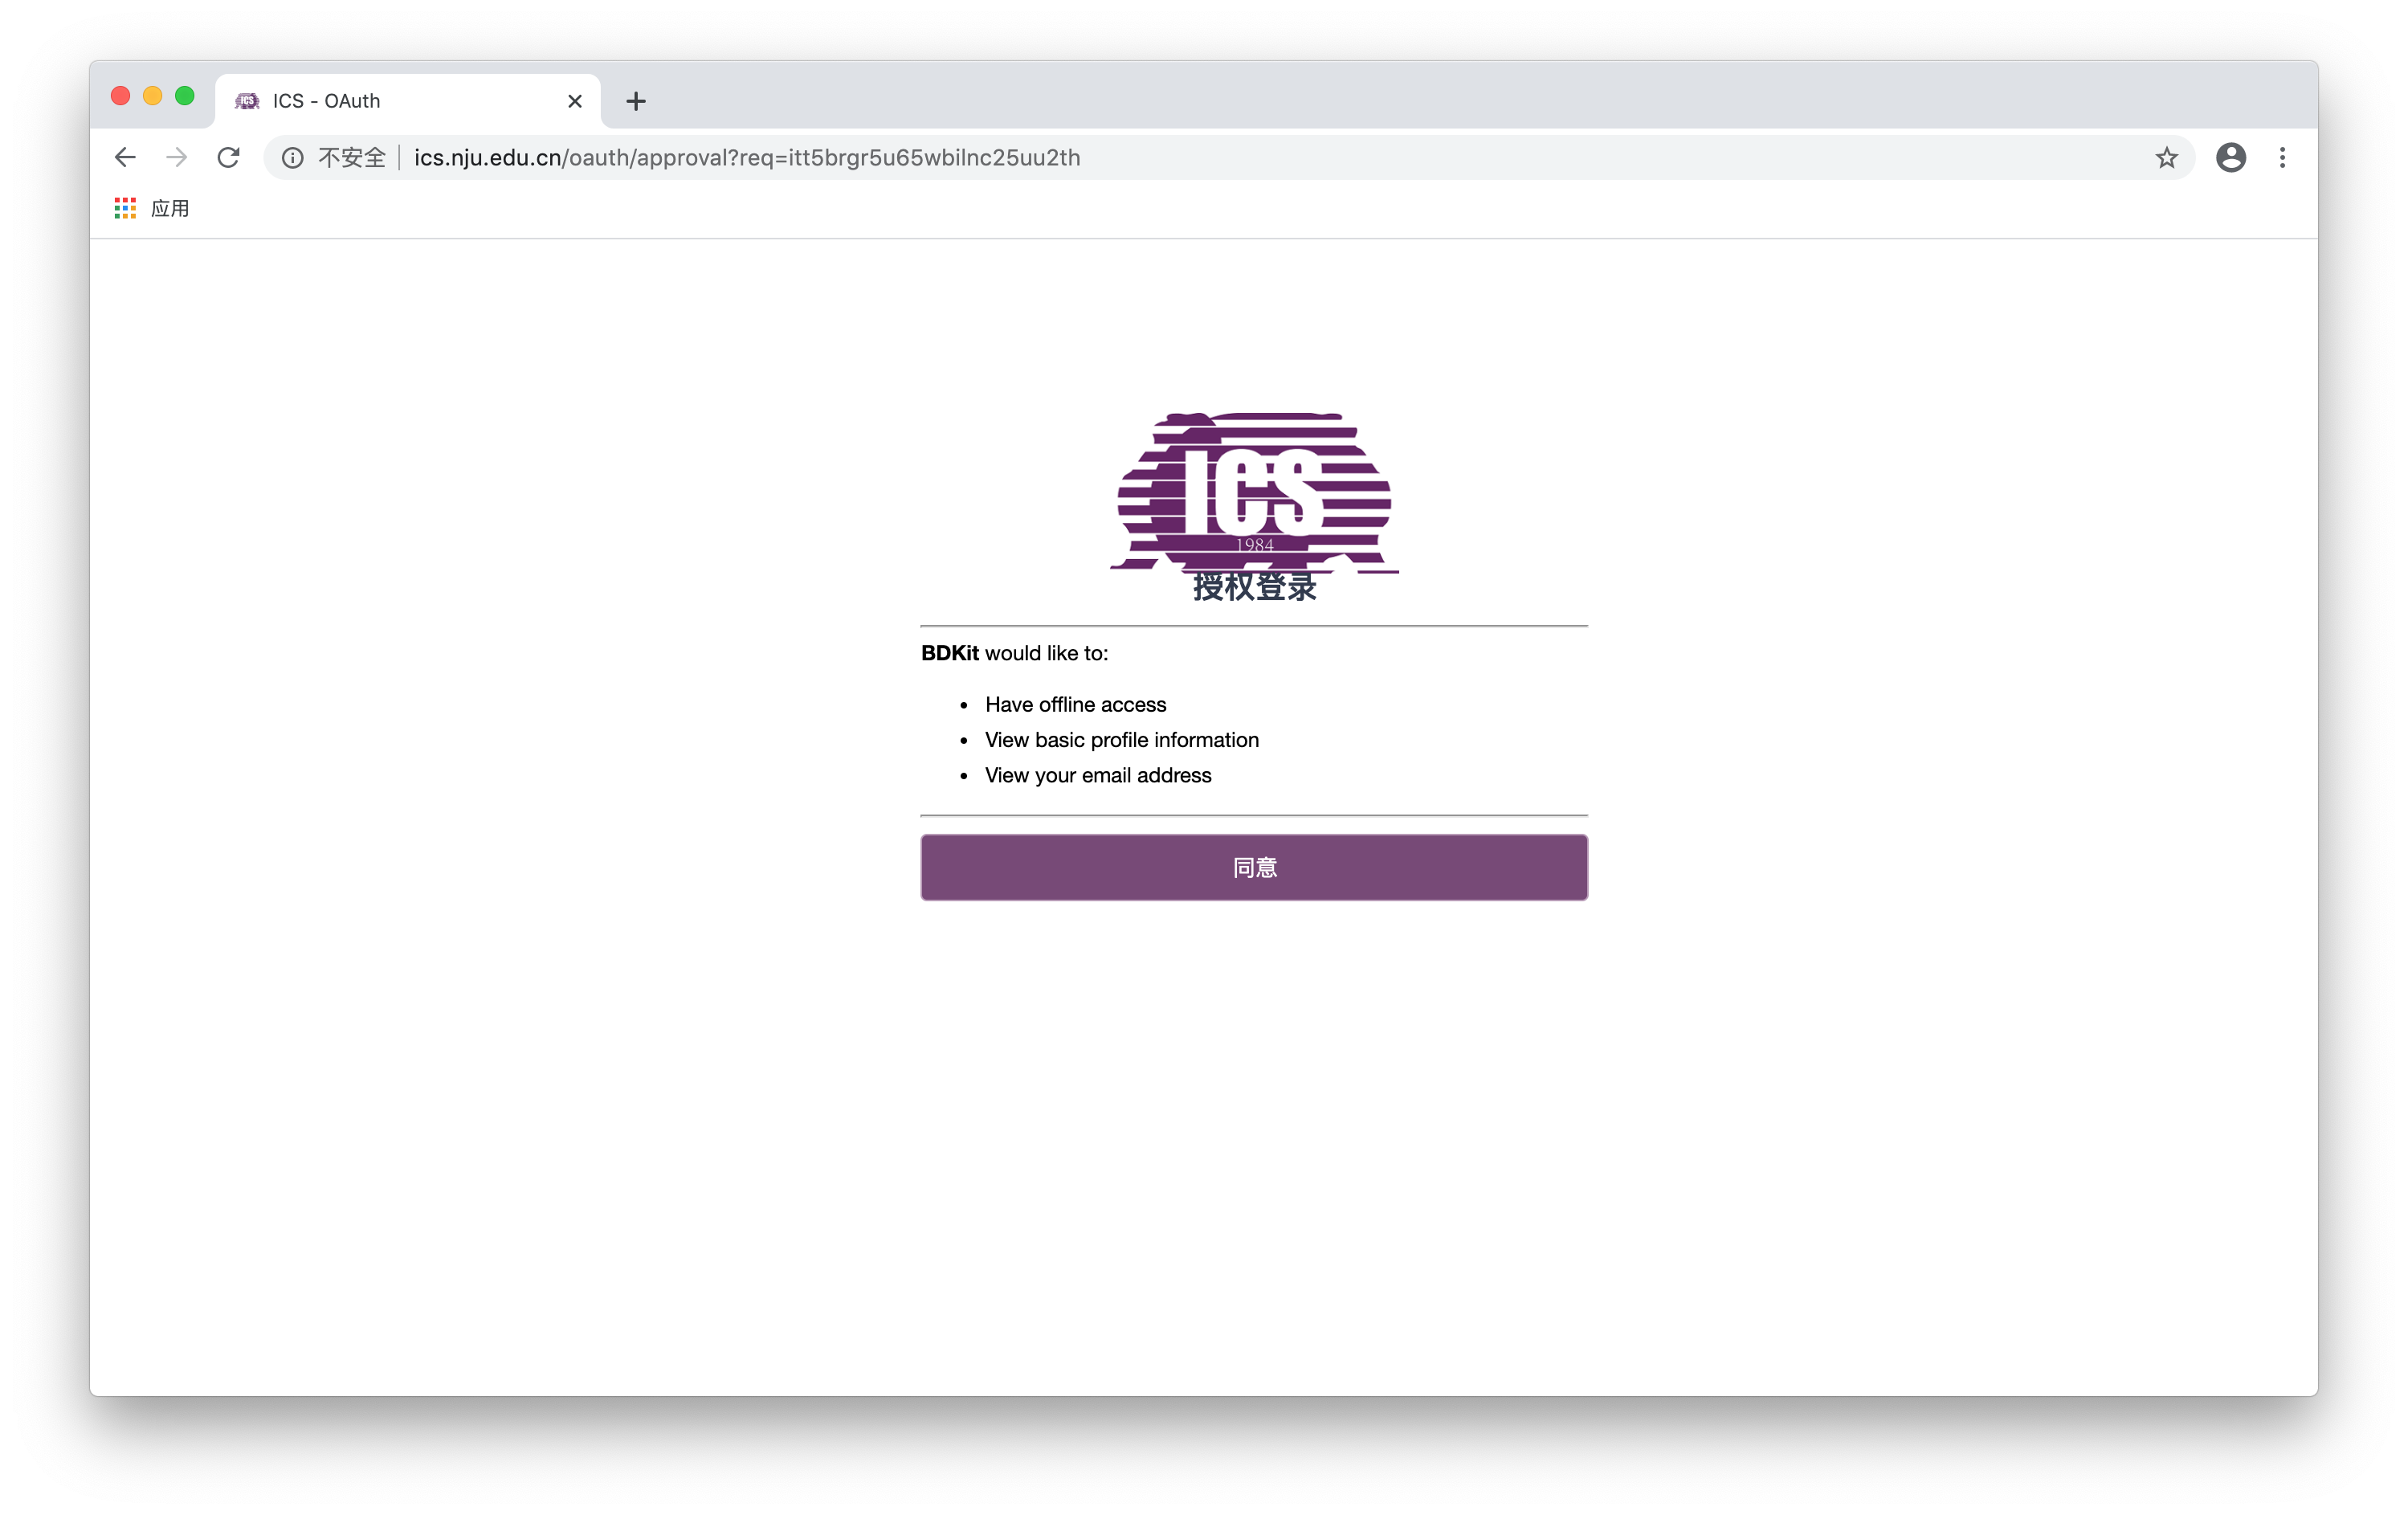 ICS - OAuth
不安全 ics.nju.edu.cn/oauth/approval?req=itt5brgr5u65wbilnc25uu2th
应用
ICS
1984
授权登录
BDKit would like to:
Have offline access
View basic profile information
View your email address
同意